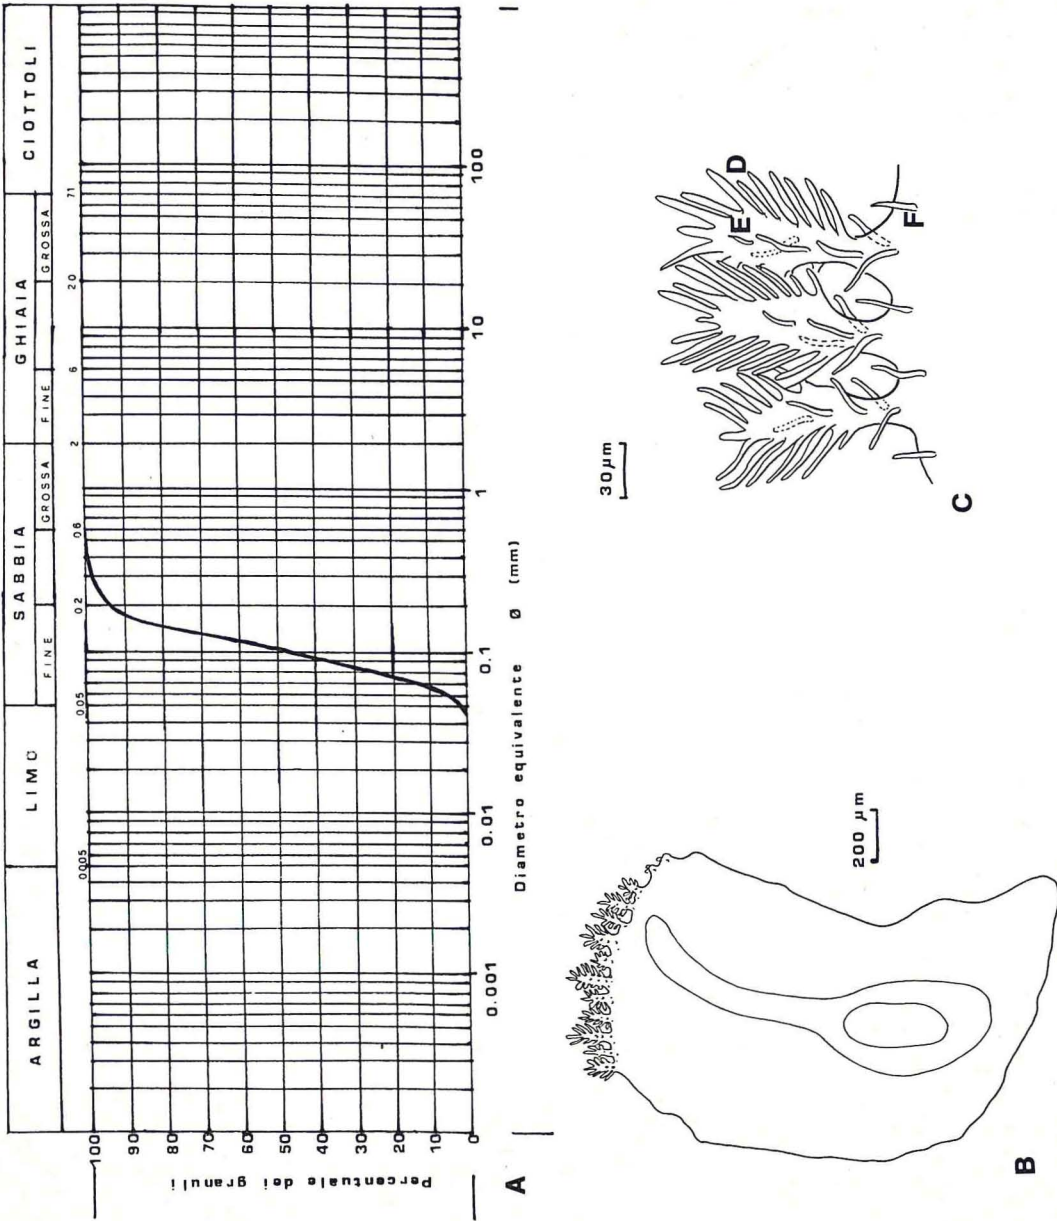 ARGILLA LIMO SABBIA GHIAIA CIOTTOLI
FINE GROSSA FINE GROSSA
0.005 0.05 0.2 0.6 2 6 20 71
100
90
80
70
60
50
40
30
20
10
0
Percentuale dei granuli
0.001 0.01 0.1 1 10 100
Diametro equivalente Ø (mm)
A
200 µm
B
30µm
D
E
F
C